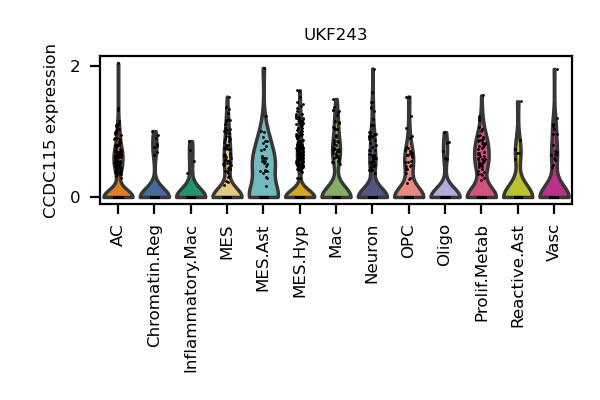 UKF243
CCDC115 expression
2
0
AC
Chromatin.Reg
Inflammatory.Mac
MES
MES.Ast
MES.Hyp
Mac
Neuron
OPC
Oligo
Prolif.Metab
Reactive.Ast
Vasc